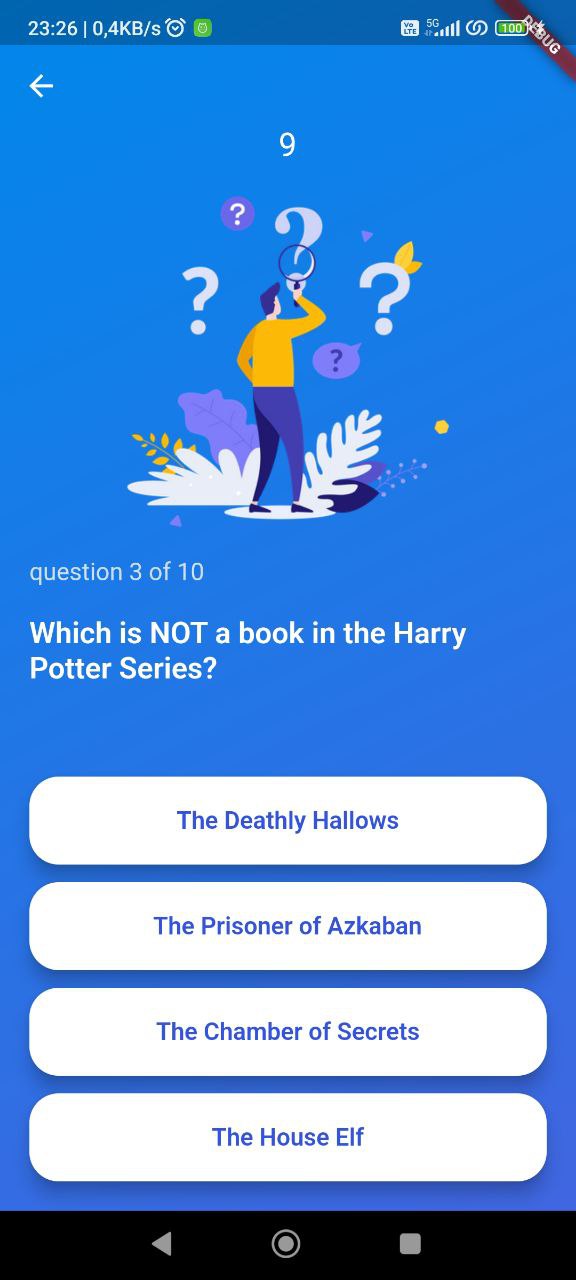 23:26 | 0,4KB/s
Vo LTE 5G 100
DEBUG
9
?
?
?
?
?
question 3 of 10
Which is NOT a book in the Harry
Potter Series?
The Deathly Hallows
The Prisoner of Azkaban
The Chamber of Secrets
The House Elf